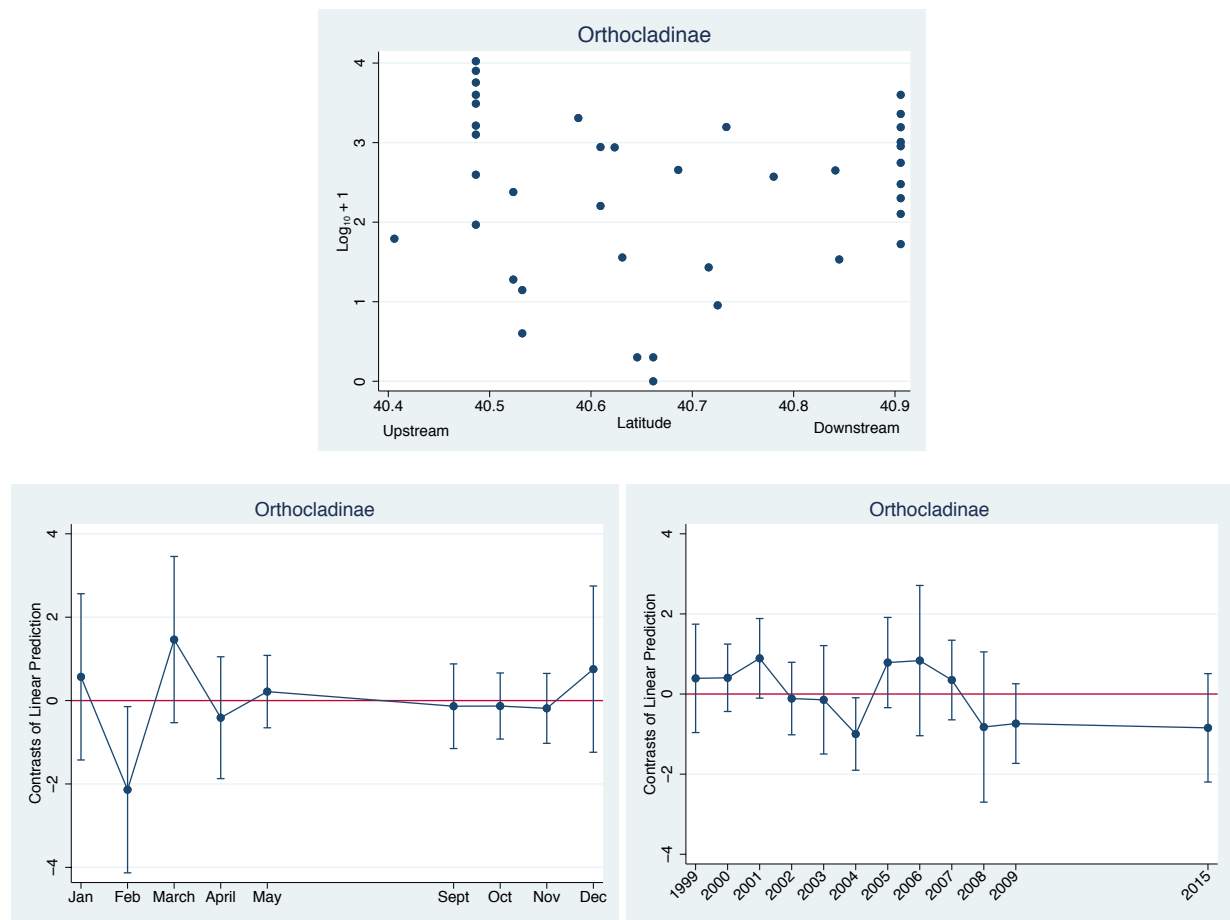 Orthocladinae
Log₁₀ + 1
4
3
2
1
0
40.4 40.5 40.6 40.7 40.8 40.9
Upstream Latitude Downstream
Orthocladinae
Contrasts of Linear Prediction
4
2
0
−2
−4
Jan Feb March April May Sept Oct Nov Dec
Orthocladinae
Contrasts of Linear Prediction
4
2
0
−2
−4
1999 2000 2001 2002 2003 2004 2005 2006 2007 2008 2009 2015